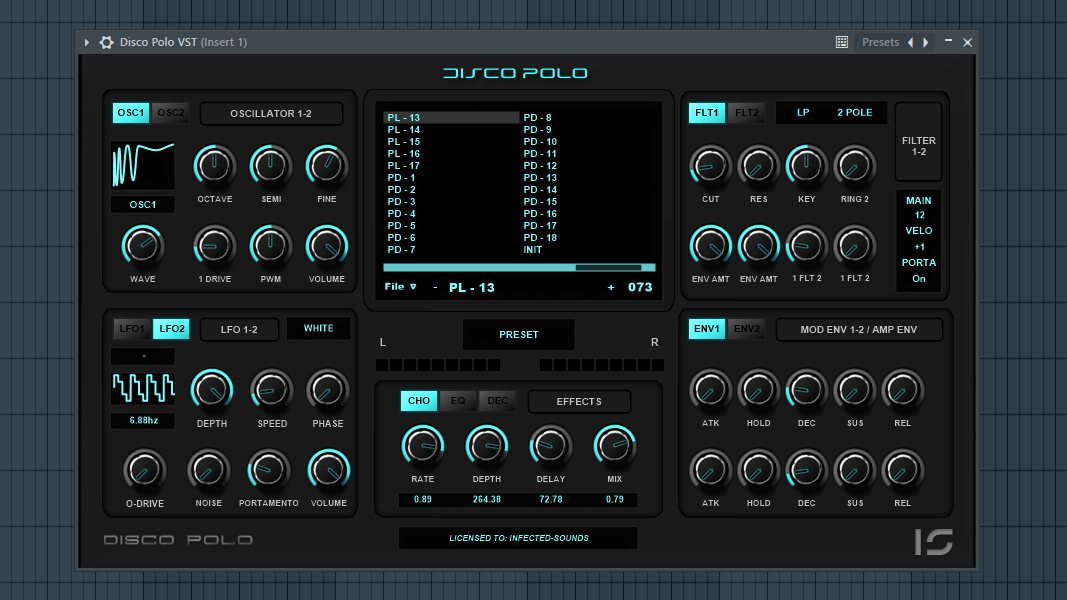 Disco Polo VST (Insert 1)
Presets
DISCO POLO
OSC1 OSC2
OSCILLATOR 1-2
OSC1
OCTAVE SEMI FINE
WAVE 1 DRIVE PWM VOLUME
PL - 13
PL - 14
PL - 15
PL - 16
PL - 17
PD - 1
PD - 2
PD - 3
PD - 4
PD - 5
PD - 6
PD - 7
PD - 8
PD - 9
PD - 10
PD - 11
PD - 12
PD - 13
PD - 14
PD - 15
PD - 16
PD - 17
PD - 18
INIT
File - PL - 13 + 073
FLT1 FLT2
LP 2 POLE
FILTER
1-2
CUT RES KEY RING 2
ENV AMT ENV AMT 1 FLT 2 1 FLT 2
MAIN
12
VELO
+1
PORTA
On
LFO1 LFO2
LFO 1-2
WHITE
-
6.88hz
DEPTH SPEED PHASE
O-DRIVE NOISE PORTAMENTO VOLUME
PRESET
L R
CHO EQ DEC
EFFECTS
RATE DEPTH DELAY MIX
0.89 264.38 72.78 0.79
ENV1 ENV2
MOD ENV 1-2 / AMP ENV
ATK HOLD DEC SUS REL
ATK HOLD DEC SUS REL
DISCO POLO
LICENSED TO: INFECTED-SOUNDS
IS